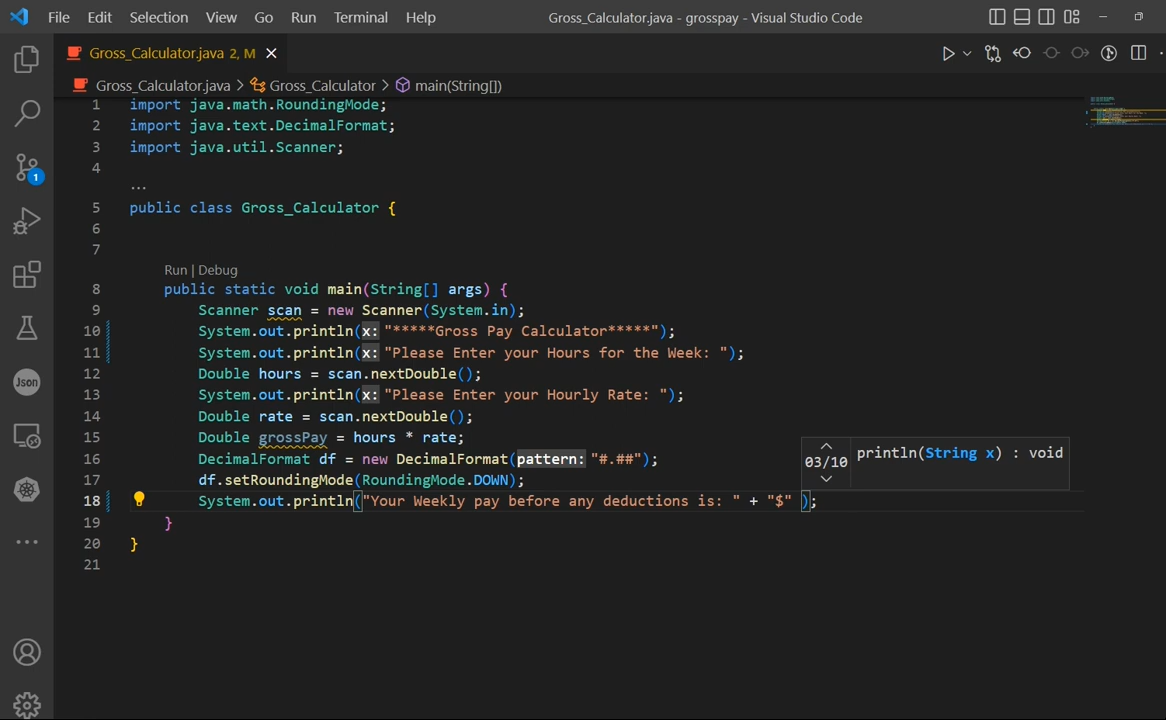 File Edit Selection View Go Run Terminal Help Gross_Calculator.java - grosspay - Visual Studio Code
Gross_Calculator.java 2, M
Gross_Calculator.java > Gross_Calculator > main(String[])
1 import java.math.RoundingMode;
2 import java.text.DecimalFormat;
3 import java.util.Scanner;
4
...
5 public class Gross_Calculator {
6
7
Run | Debug
8 public static void main(String[] args) {
9 Scanner scan = new Scanner(System.in);
10 System.out.println(x: "*****Gross Pay Calculator*****");
11 System.out.println(x: "Please Enter your Hours for the Week: ");
12 Double hours = scan.nextDouble();
13 System.out.println(x: "Please Enter your Hourly Rate: ");
14 Double rate = scan.nextDouble();
15 Double grossPay = hours * rate;
16 DecimalFormat df = new DecimalFormat(pattern: "#.##");
17 df.setRoundingMode(RoundingMode.DOWN);
18 System.out.println("Your Weekly pay before any deductions is: " + "$" );
03/10 println(String x) : void
19 }
20 }
21
1
Json